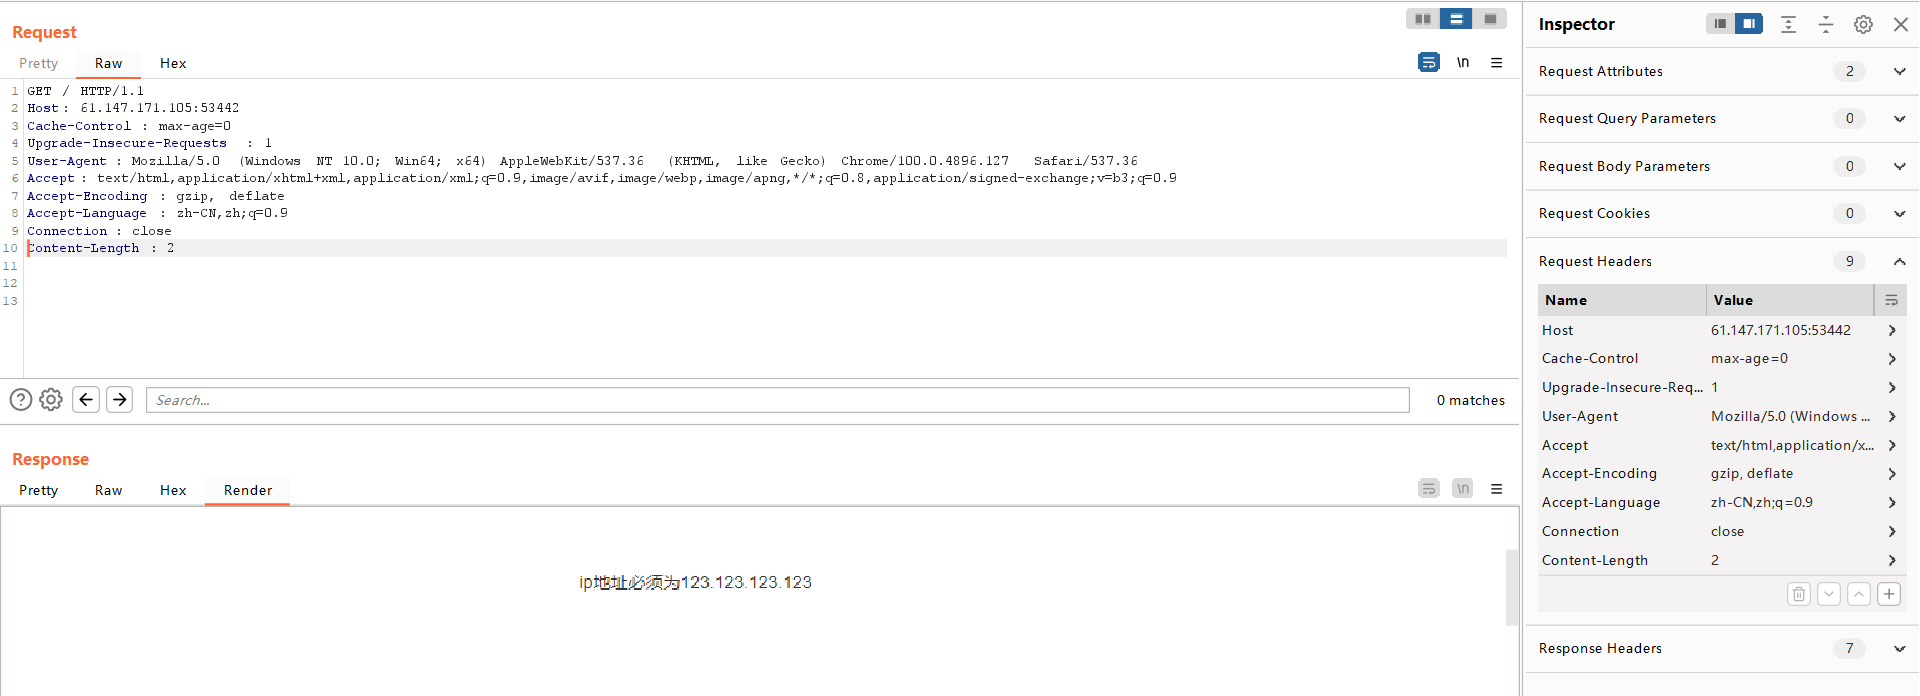 Request
Pretty Raw Hex
\n
1 GET / HTTP/1.1
2 Host: 61.147.171.105:53442
3 Cache-Control : max-age=0
4 Upgrade-Insecure-Requests : 1
5 User-Agent : Mozilla/5.0 (Windows NT 10.0; Win64; x64) AppleWebKit/537.36 (KHTML, like Gecko) Chrome/100.0.4896.127 Safari/537.36
6 Accept : text/html,application/xhtml+xml,application/xml;q=0.9,image/avif,image/webp,image/apng,*/*;q=0.8,application/signed-exchange;v=b3;q=0.9
7 Accept-Encoding : gzip, deflate
8 Accept-Language : zh-CN,zh;q=0.9
9 Connection : close
10 Content-Length : 2
11
12
13
Search...
0 matches
Response
Pretty Raw Hex Render
\n
ip地址必须为123.123.123.123
Inspector
Request Attributes 2
Request Query Parameters 0
Request Body Parameters 0
Request Cookies 0
Request Headers 9
Name Value
Host 61.147.171.105:53442
Cache-Control max-age=0
Upgrade-Insecure-Req... 1
User-Agent Mozilla/5.0 (Windows ...
Accept text/html,application/x...
Accept-Encoding gzip, deflate
Accept-Language zh-CN,zh;q=0.9
Connection close
Content-Length 2
Response Headers 7